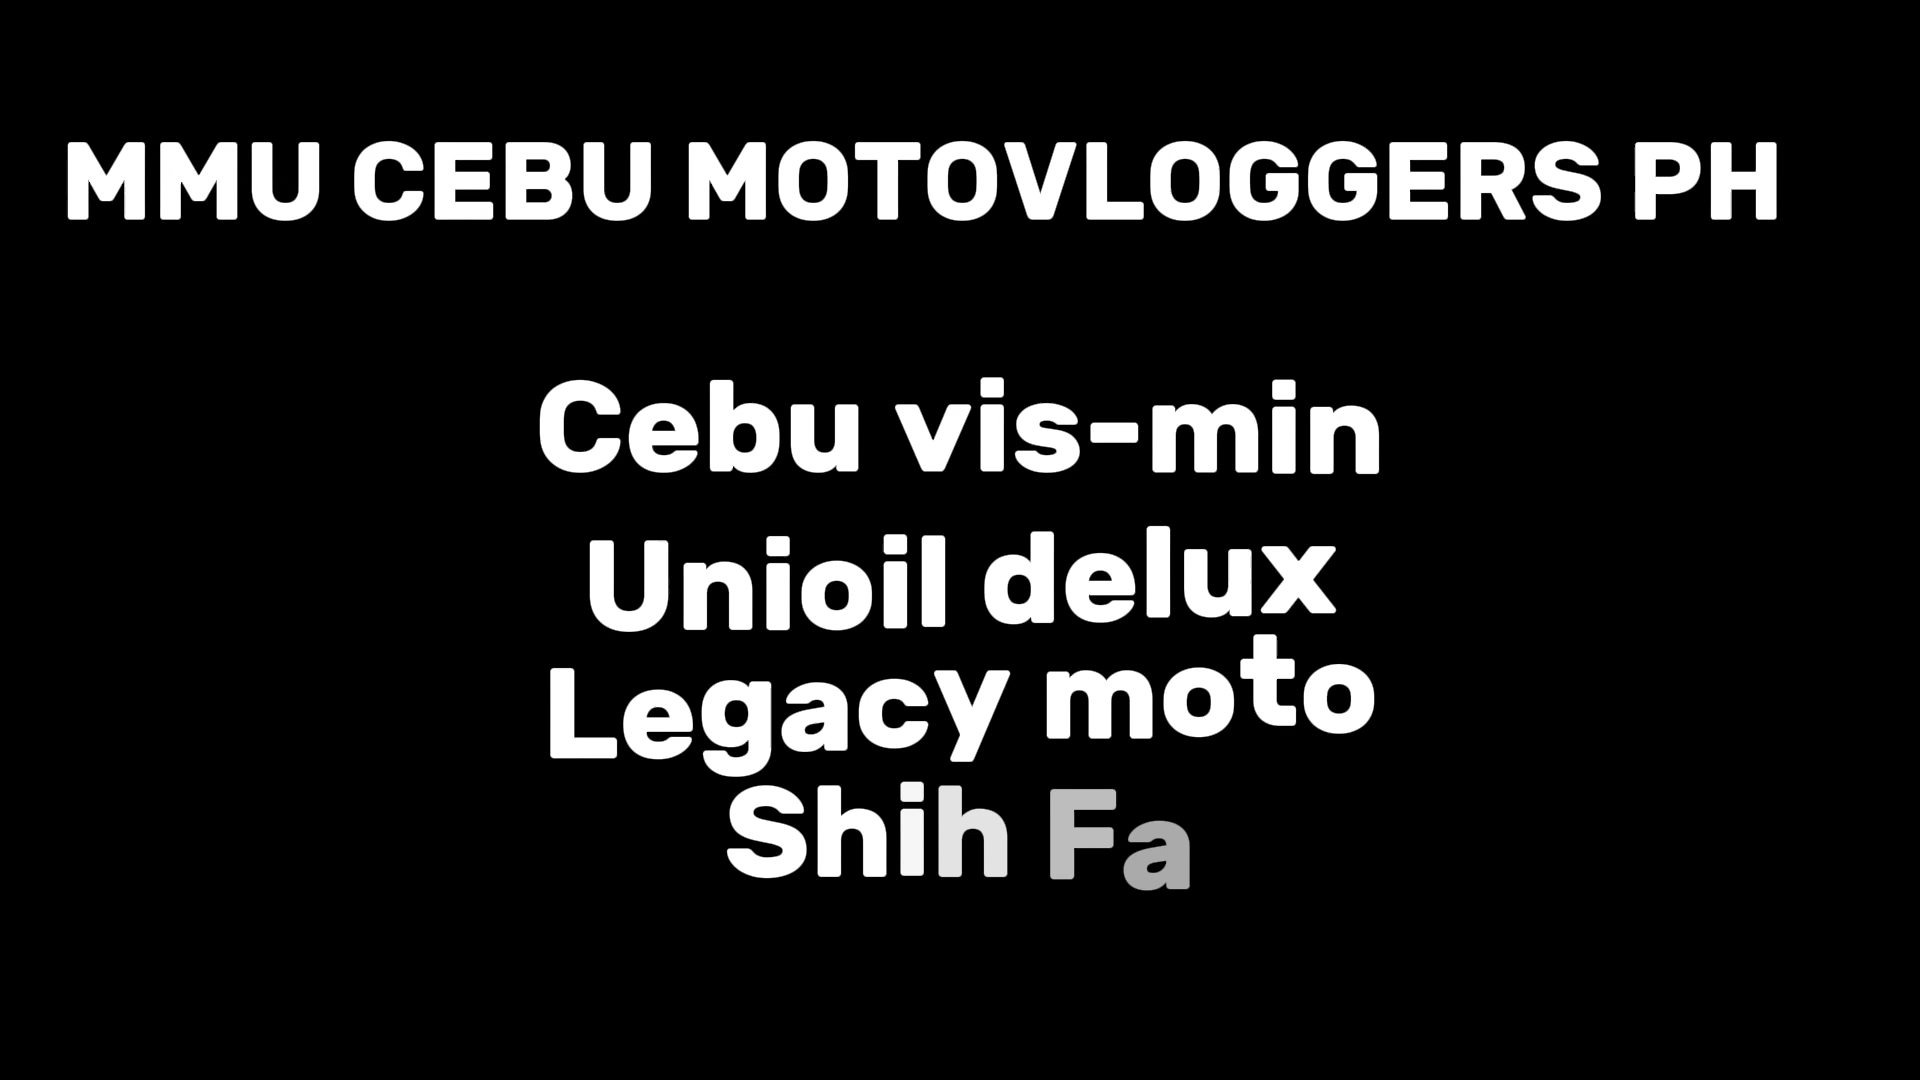 MMU CEBU MOTOVLOGGERS PH
Cebu vis-min
Unioil delux
Legacy moto
Shih Fa